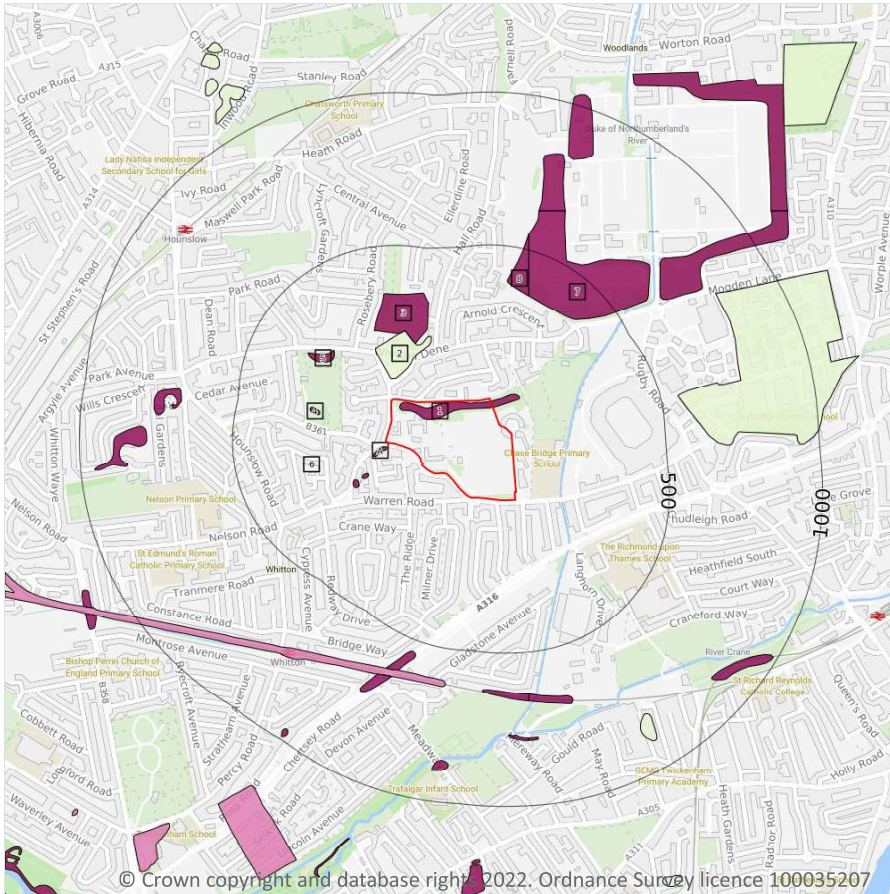 A3006
Woodlands
Worton Road
A315
Stanley Road
Grove Road
Chatsworth Primary
School
Duke of Northumberland's
River
Hibernia Road
Heath Road
Lady Nafisa Independent
Secondary School for Girls
Ellerdine Road
A310
A314
Ivy Road
Maswell Park Road
Lyncroft Gardens
Central Avenue
Hall Road
Worple Avenue
Hounslow
St Stephen's Road
Rosebery Road
8
7
Mogden Lane
Park Road
Dean Road
3
Arnold Crescent
2
Dene
5
Rugby Road
Park Avenue
Argyle Avenue
Cedar Avenue
Wills Crescent
Gardens
1
B361
Hounslow Road
Whitton Waye
Chase Bridge Primary
School
6
500
1000
Nelson Primary School
Warren Road
Nelson Road
Crane Way
Nelson Road
The Ridge
Milner Drive
St Edmund's Roman
Catholic Primary School
The Richmond upon
Thames School
Heathfield South
Whitton
Cypress Avenue
Redway Drive
Langhorn Drive
Court Way
Tranmere Road
A316
Craneford Way
Constance Road
Gladstone Avenue
Bridge Way
Montrose Avenue
Whitton
River Crane
Bishop Perrin Church of
England Primary School
St Richard Reynolds
Catholic College
B358
Ryecroft Avenue
Strathearn Avenue
Queen's Road
Cobbett Road
Chertsey Road
Devon Avenue
Gould Road
May Road
Percy Road
Holly Road
GEMS Twickenham
Primary Academy
Trafalgar Infant School
Waverley Avenue
Lincoln Avenue
A305
Heath Gardens
Radnor Road
A311
© Crown copyright and database rights 2022. Ordnance Survey licence 100035207